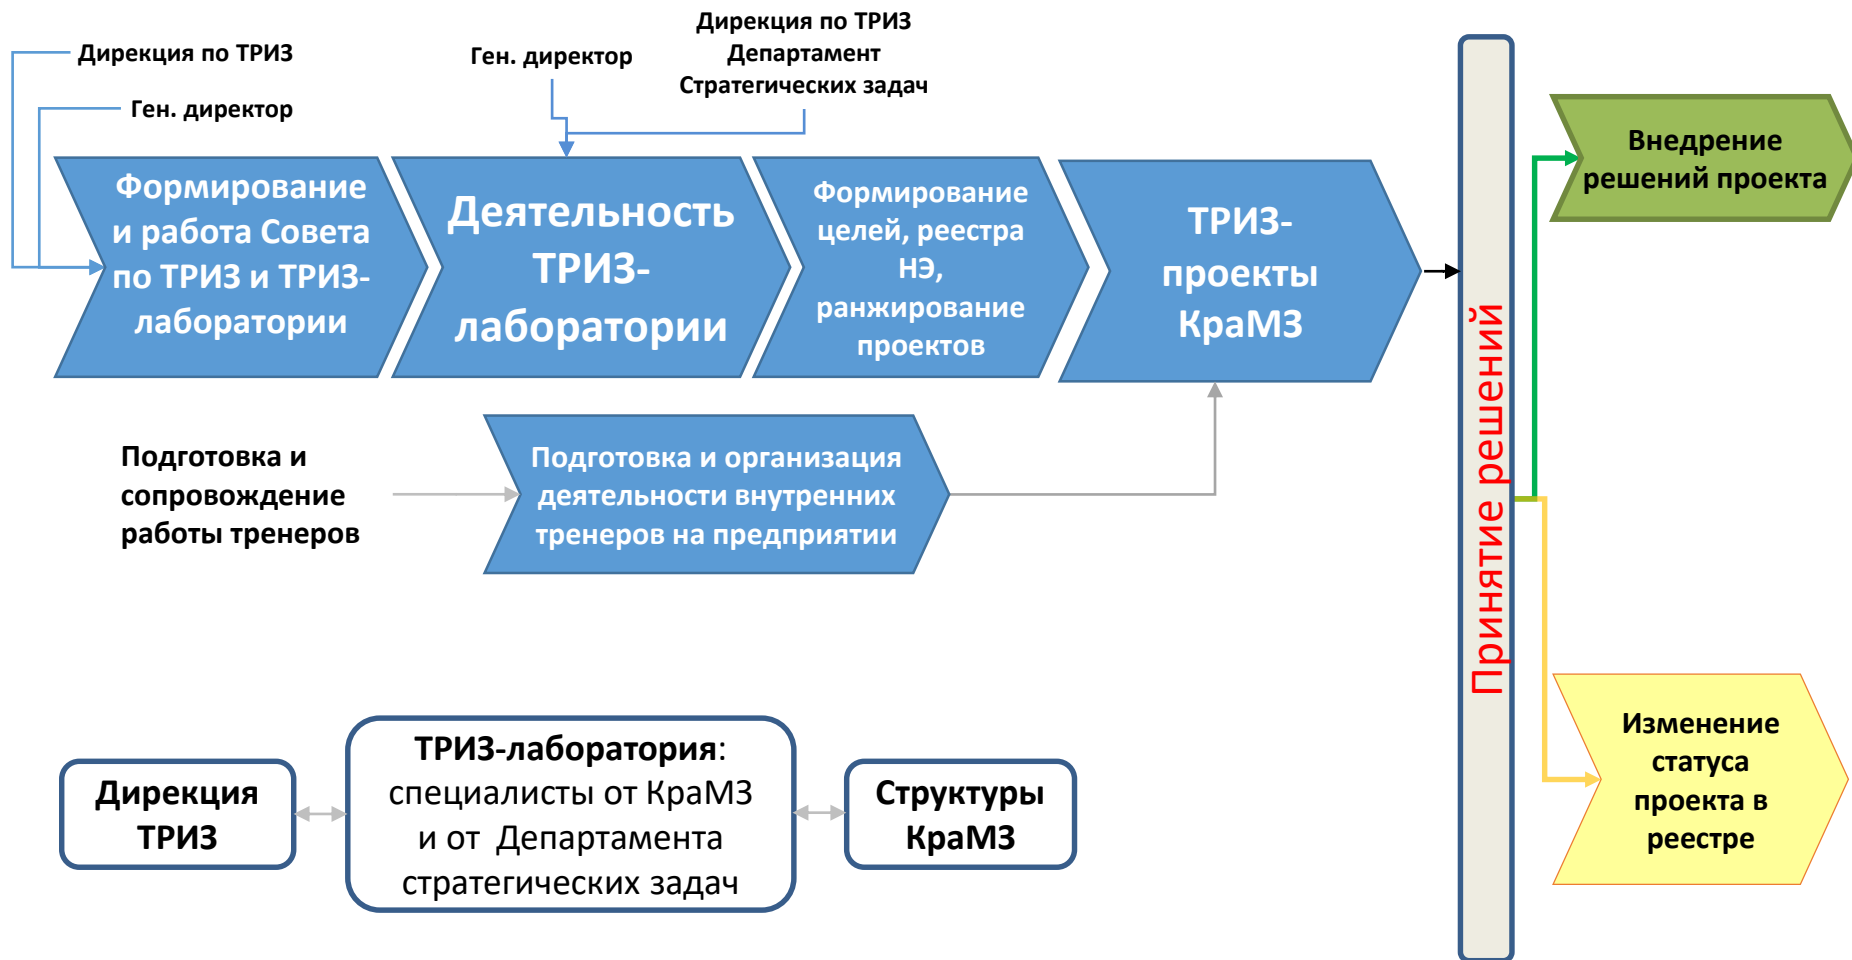 Дирекция по ТРИЗ
Ген. директор
Ген. директор
Дирекция по ТРИЗ
Департамент
Стратегических задач
Формирование
и работа Совета
по ТРИЗ и ТРИЗ-
лаборатории
Деятельность
ТРИЗ-
лаборатории
Формирование
целей, реестра
НЭ,
ранжирование
проектов
ТРИЗ-
проекты
КраМЗ
Подготовка и
сопровождение
работы тренеров
Подготовка и организация
деятельности внутренних
тренеров на предприятии
Принятие решений
Внедрение
решений проекта
Изменение
статуса
проекта в
реестре
Дирекция
ТРИЗ
ТРИЗ-лаборатория:
специалисты от КраМЗ
и от Департамента
стратегических задач
Структуры
КраМЗ